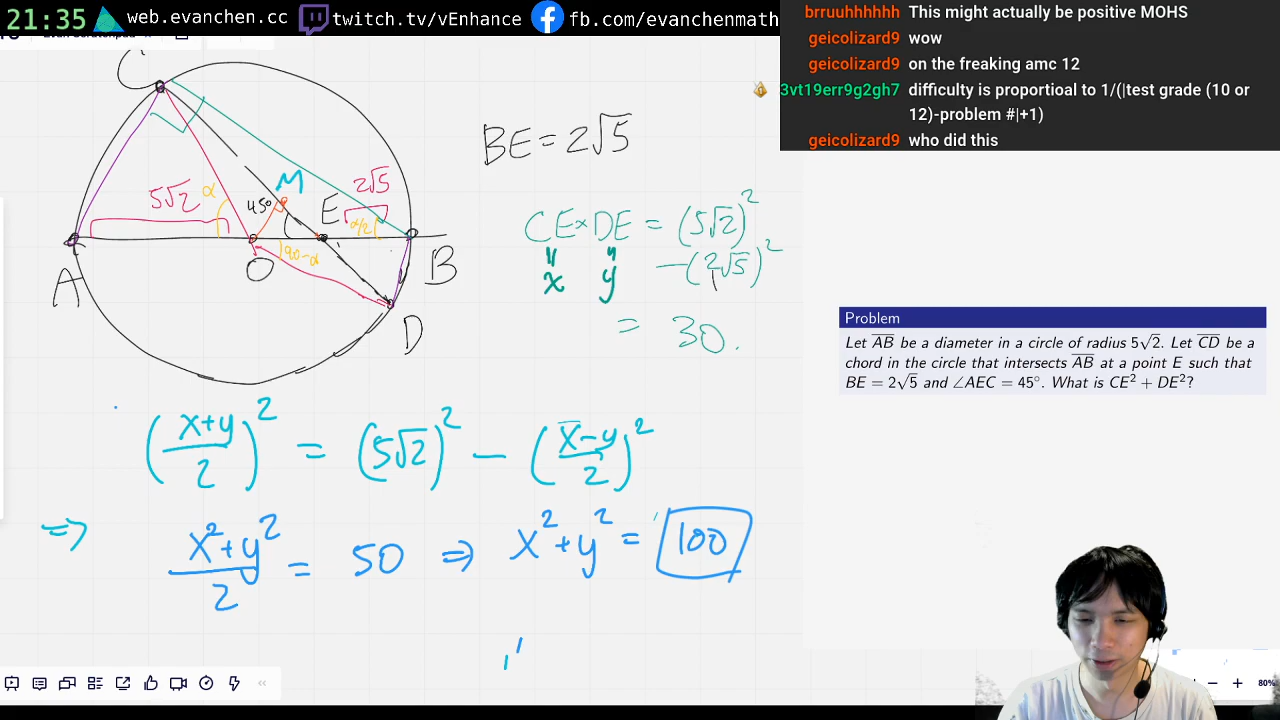 21:35 web.evanchen.cc twitch.tv/vEnhance fb.com/evanchenmath
brruuhhhhhh This might actually be positive MOHS
geicolizard9 wow
geicolizard9 on the freaking amc 12
3vt19err9g2gh7 difficulty is proportioal to 1/(|test grade (10 or
12)-problem #|+1)
geicolizard9 who did this
C
M
5√2
α
45°
E
2√5
α/2
A
O
90-α
B
D
BE = 2√5
CE × DE = (5√2)²
- (2√5)²
x y
= 30.
Problem
Let AB be a diameter in a circle of radius 5√2. Let CD be a
chord in the circle that intersects AB at a point E such that
BE = 2√5 and ∠AEC = 45°. What is CE² + DE²?
((x+y)/2)² = (5√2)² - ((x-y)/2)²
⇒ (x²+y²)/2 = 50 ⇒ x²+y² = 100
80%